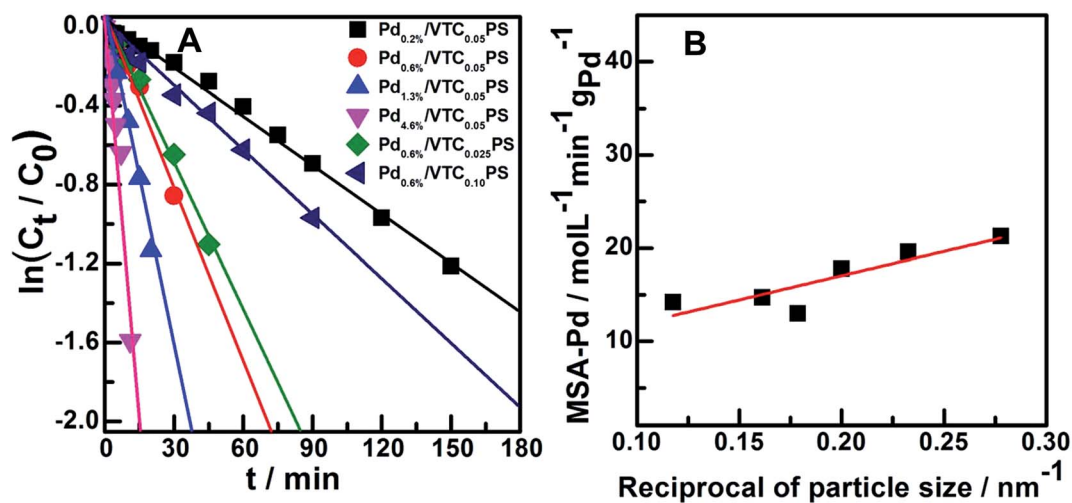 A
Pd0.2%/VTC0.05PS
Pd0.6%/VTC0.05PS
Pd1.3%/VTC0.05PS
Pd4.6%/VTC0.05PS
Pd0.6%/VTC0.025PS
Pd0.6%/VTC0.10PS
0.0
-0.4
-0.8
-1.2
-1.6
-2.0
ln(Ct / C0)
0 30 60 90 120 150 180
t / min
B
40
30
20
10
MSA-Pd / molL-1min-1gPd-1
0.10 0.15 0.20 0.25 0.30
Reciprocal of particle size / nm-1